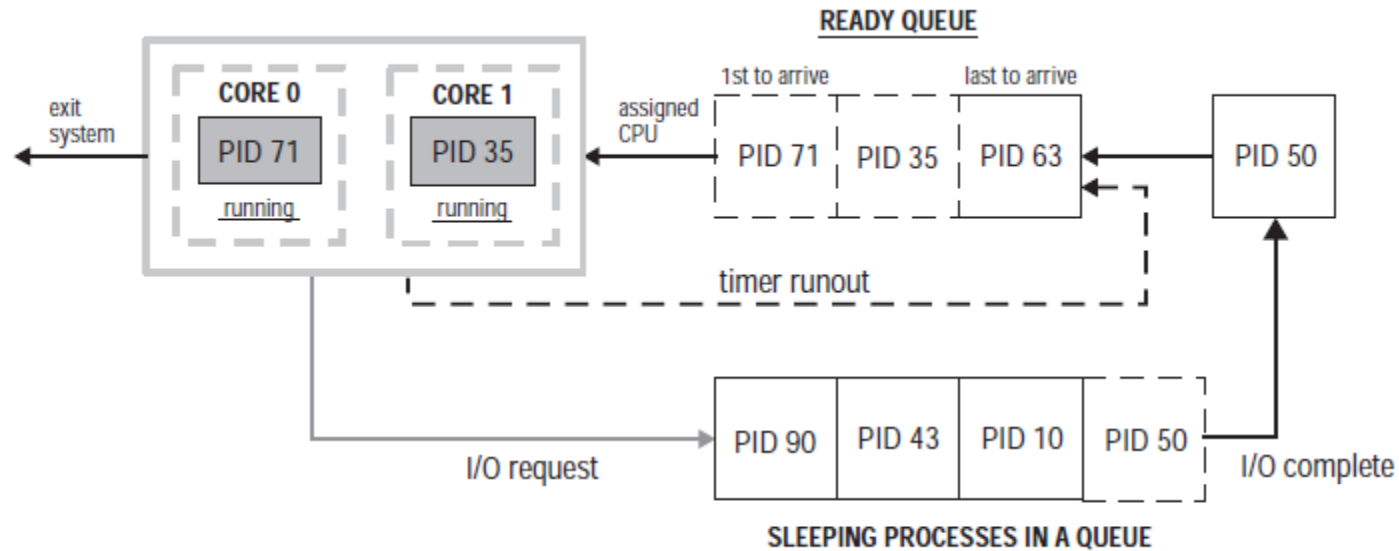 READY QUEUE
1st to arrive
last to arrive
CORE 0
CORE 1
exit
system
assigned
CPU
PID 71
PID 35
PID 71
PID 35
PID 63
PID 50
running
running
timer runout
PID 90
PID 43
PID 10
PID 50
I/O request
I/O complete
SLEEPING PROCESSES IN A QUEUE